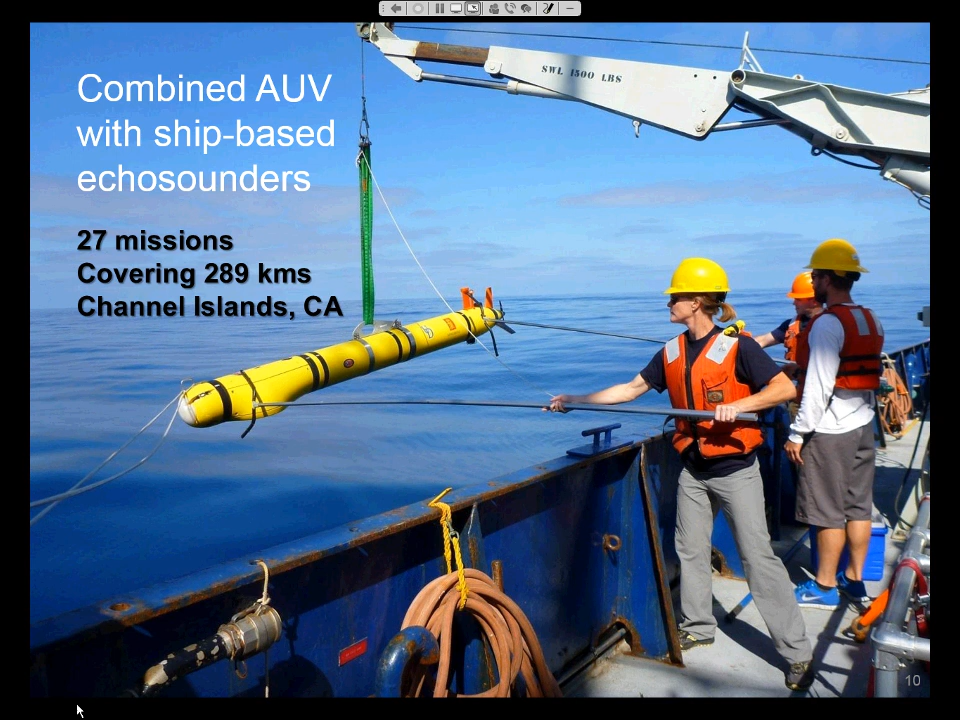 Combined AUV
with ship-based
echosounders
27 missions
Covering 289 kms
Channel Islands, CA
SWL 1500 LBS
10